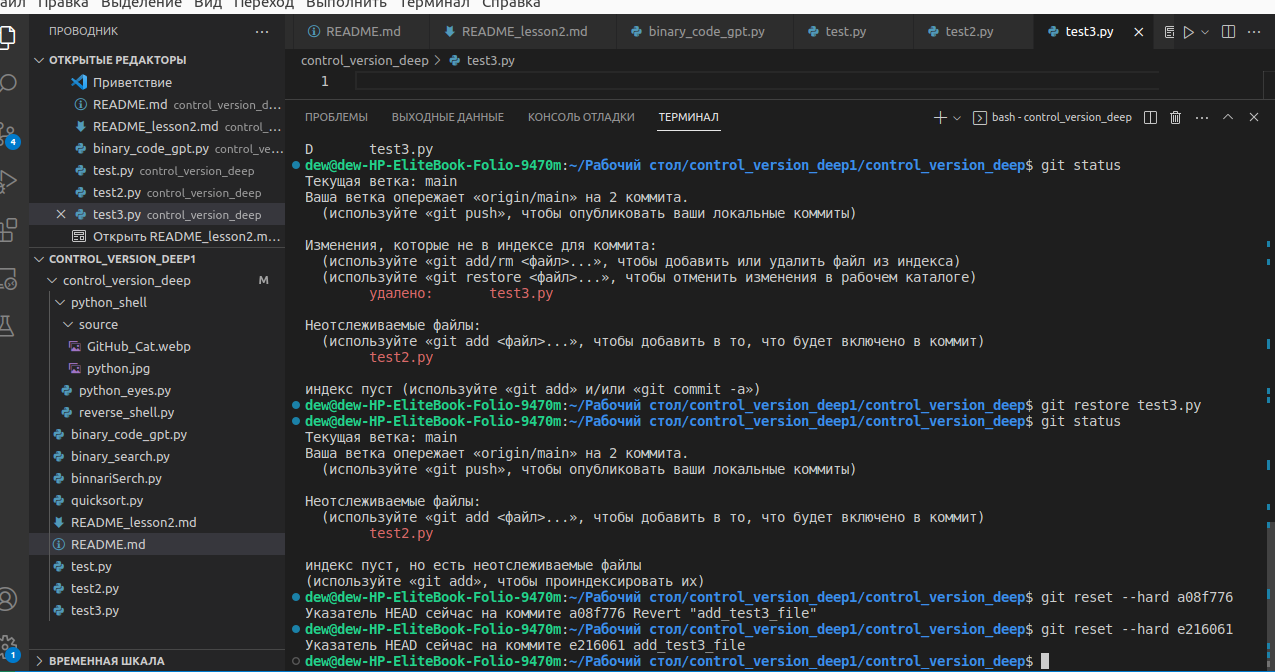 айл Правка Выделение Вид Переход Выполнить Терминал Справка
ПРОВОДНИК ...
ОТКРЫТЫЕ РЕДАКТОРЫ
Приветствие
README.md control_version_d...
README_lesson2.md control_...
binary_code_gpt.py control_ve...
test.py control_version_deep
test2.py control_version_deep
test3.py control_version_deep
Открыть README_lesson2.m...
CONTROL_VERSION_DEEP1
control_version_deep M
python_shell
source
GitHub_Cat.webp
python.jpg
python_eyes.py
reverse_shell.py
binary_code_gpt.py
binary_search.py
binnariSerch.py
quicksort.py
README_lesson2.md
README.md
test.py
test2.py
test3.py
ВРЕМЕННАЯ ШКАЛА
4
1
README.md README_lesson2.md binary_code_gpt.py test.py test2.py test3.py
control_version_deep > test3.py
1
ПРОБЛЕМЫ ВЫХОДНЫЕ ДАННЫЕ КОНСОЛЬ ОТЛАДКИ ТЕРМИНАЛ bash - control_version_deep
D test3.py
dew@dew-HP-EliteBook-Folio-9470m:~/Рабочий стол/control_version_deep1/control_version_deep$ git status
Текущая ветка: main
Ваша ветка опережает «origin/main» на 2 коммита.
(используйте «git push», чтобы опубликовать ваши локальные коммиты)
Изменения, которые не в индексе для коммита:
(используйте «git add/rm <файл>...», чтобы добавить или удалить файл из индекса)
(используйте «git restore <файл>...», чтобы отменить изменения в рабочем каталоге)
удалено: test3.py
Неотслеживаемые файлы:
(используйте «git add <файл>...», чтобы добавить в то, что будет включено в коммит)
test2.py
индекс пуст (используйте «git add» и/или «git commit -a»)
dew@dew-HP-EliteBook-Folio-9470m:~/Рабочий стол/control_version_deep1/control_version_deep$ git restore test3.py
dew@dew-HP-EliteBook-Folio-9470m:~/Рабочий стол/control_version_deep1/control_version_deep$ git status
Текущая ветка: main
Ваша ветка опережает «origin/main» на 2 коммита.
(используйте «git push», чтобы опубликовать ваши локальные коммиты)
Неотслеживаемые файлы:
(используйте «git add <файл>...», чтобы добавить в то, что будет включено в коммит)
test2.py
индекс пуст, но есть неотслеживаемые файлы
(используйте «git add», чтобы проиндексировать их)
dew@dew-HP-EliteBook-Folio-9470m:~/Рабочий стол/control_version_deep1/control_version_deep$ git reset --hard a08f776
Указатель HEAD сейчас на коммите a08f776 Revert "add_test3_file"
dew@dew-HP-EliteBook-Folio-9470m:~/Рабочий стол/control_version_deep1/control_version_deep$ git reset --hard e216061
Указатель HEAD сейчас на коммите e216061 add_test3_file
dew@dew-HP-EliteBook-Folio-9470m:~/Рабочий стол/control_version_deep1/control_version_deep$